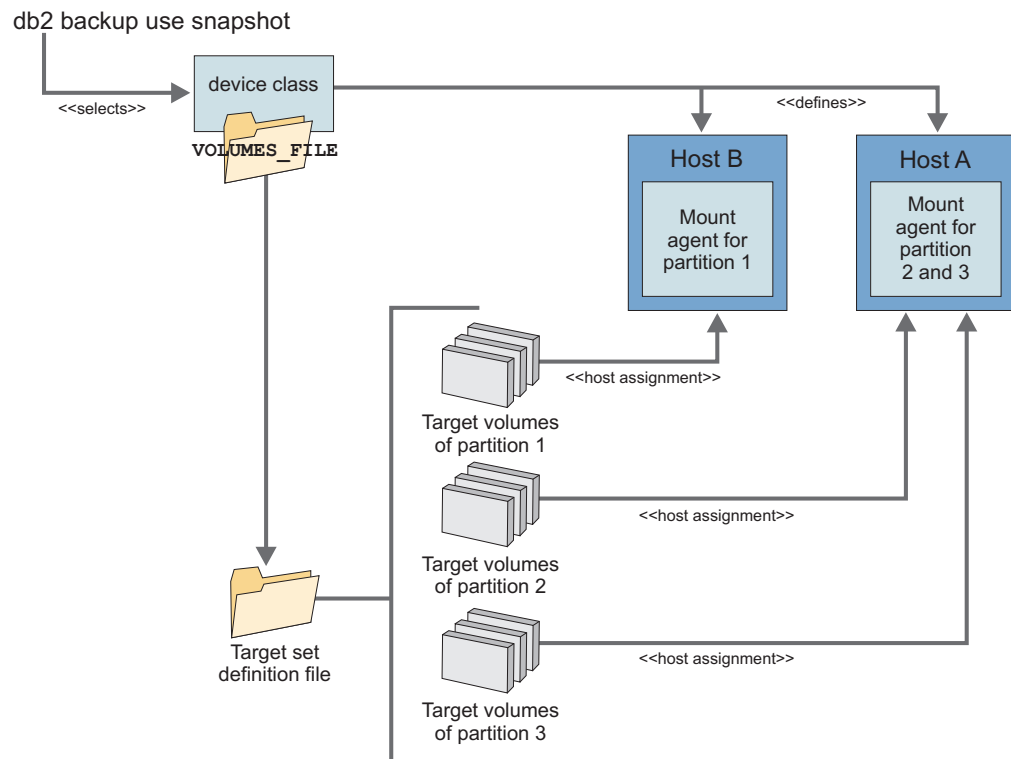 db2 backup use snapshot
device class
<<selects>>
<<defines>>
VOLUMES_FILE
Host B
Host A
Mount
agent for
partition 1
Mount
agent for
partition
2 and 3
<<host assignment>>
Target volumes
of partition 1
<<host assignment>>
Target volumes
of partition 2
Target set
definition file
<<host assignment>>
Target volumes
of partition 3